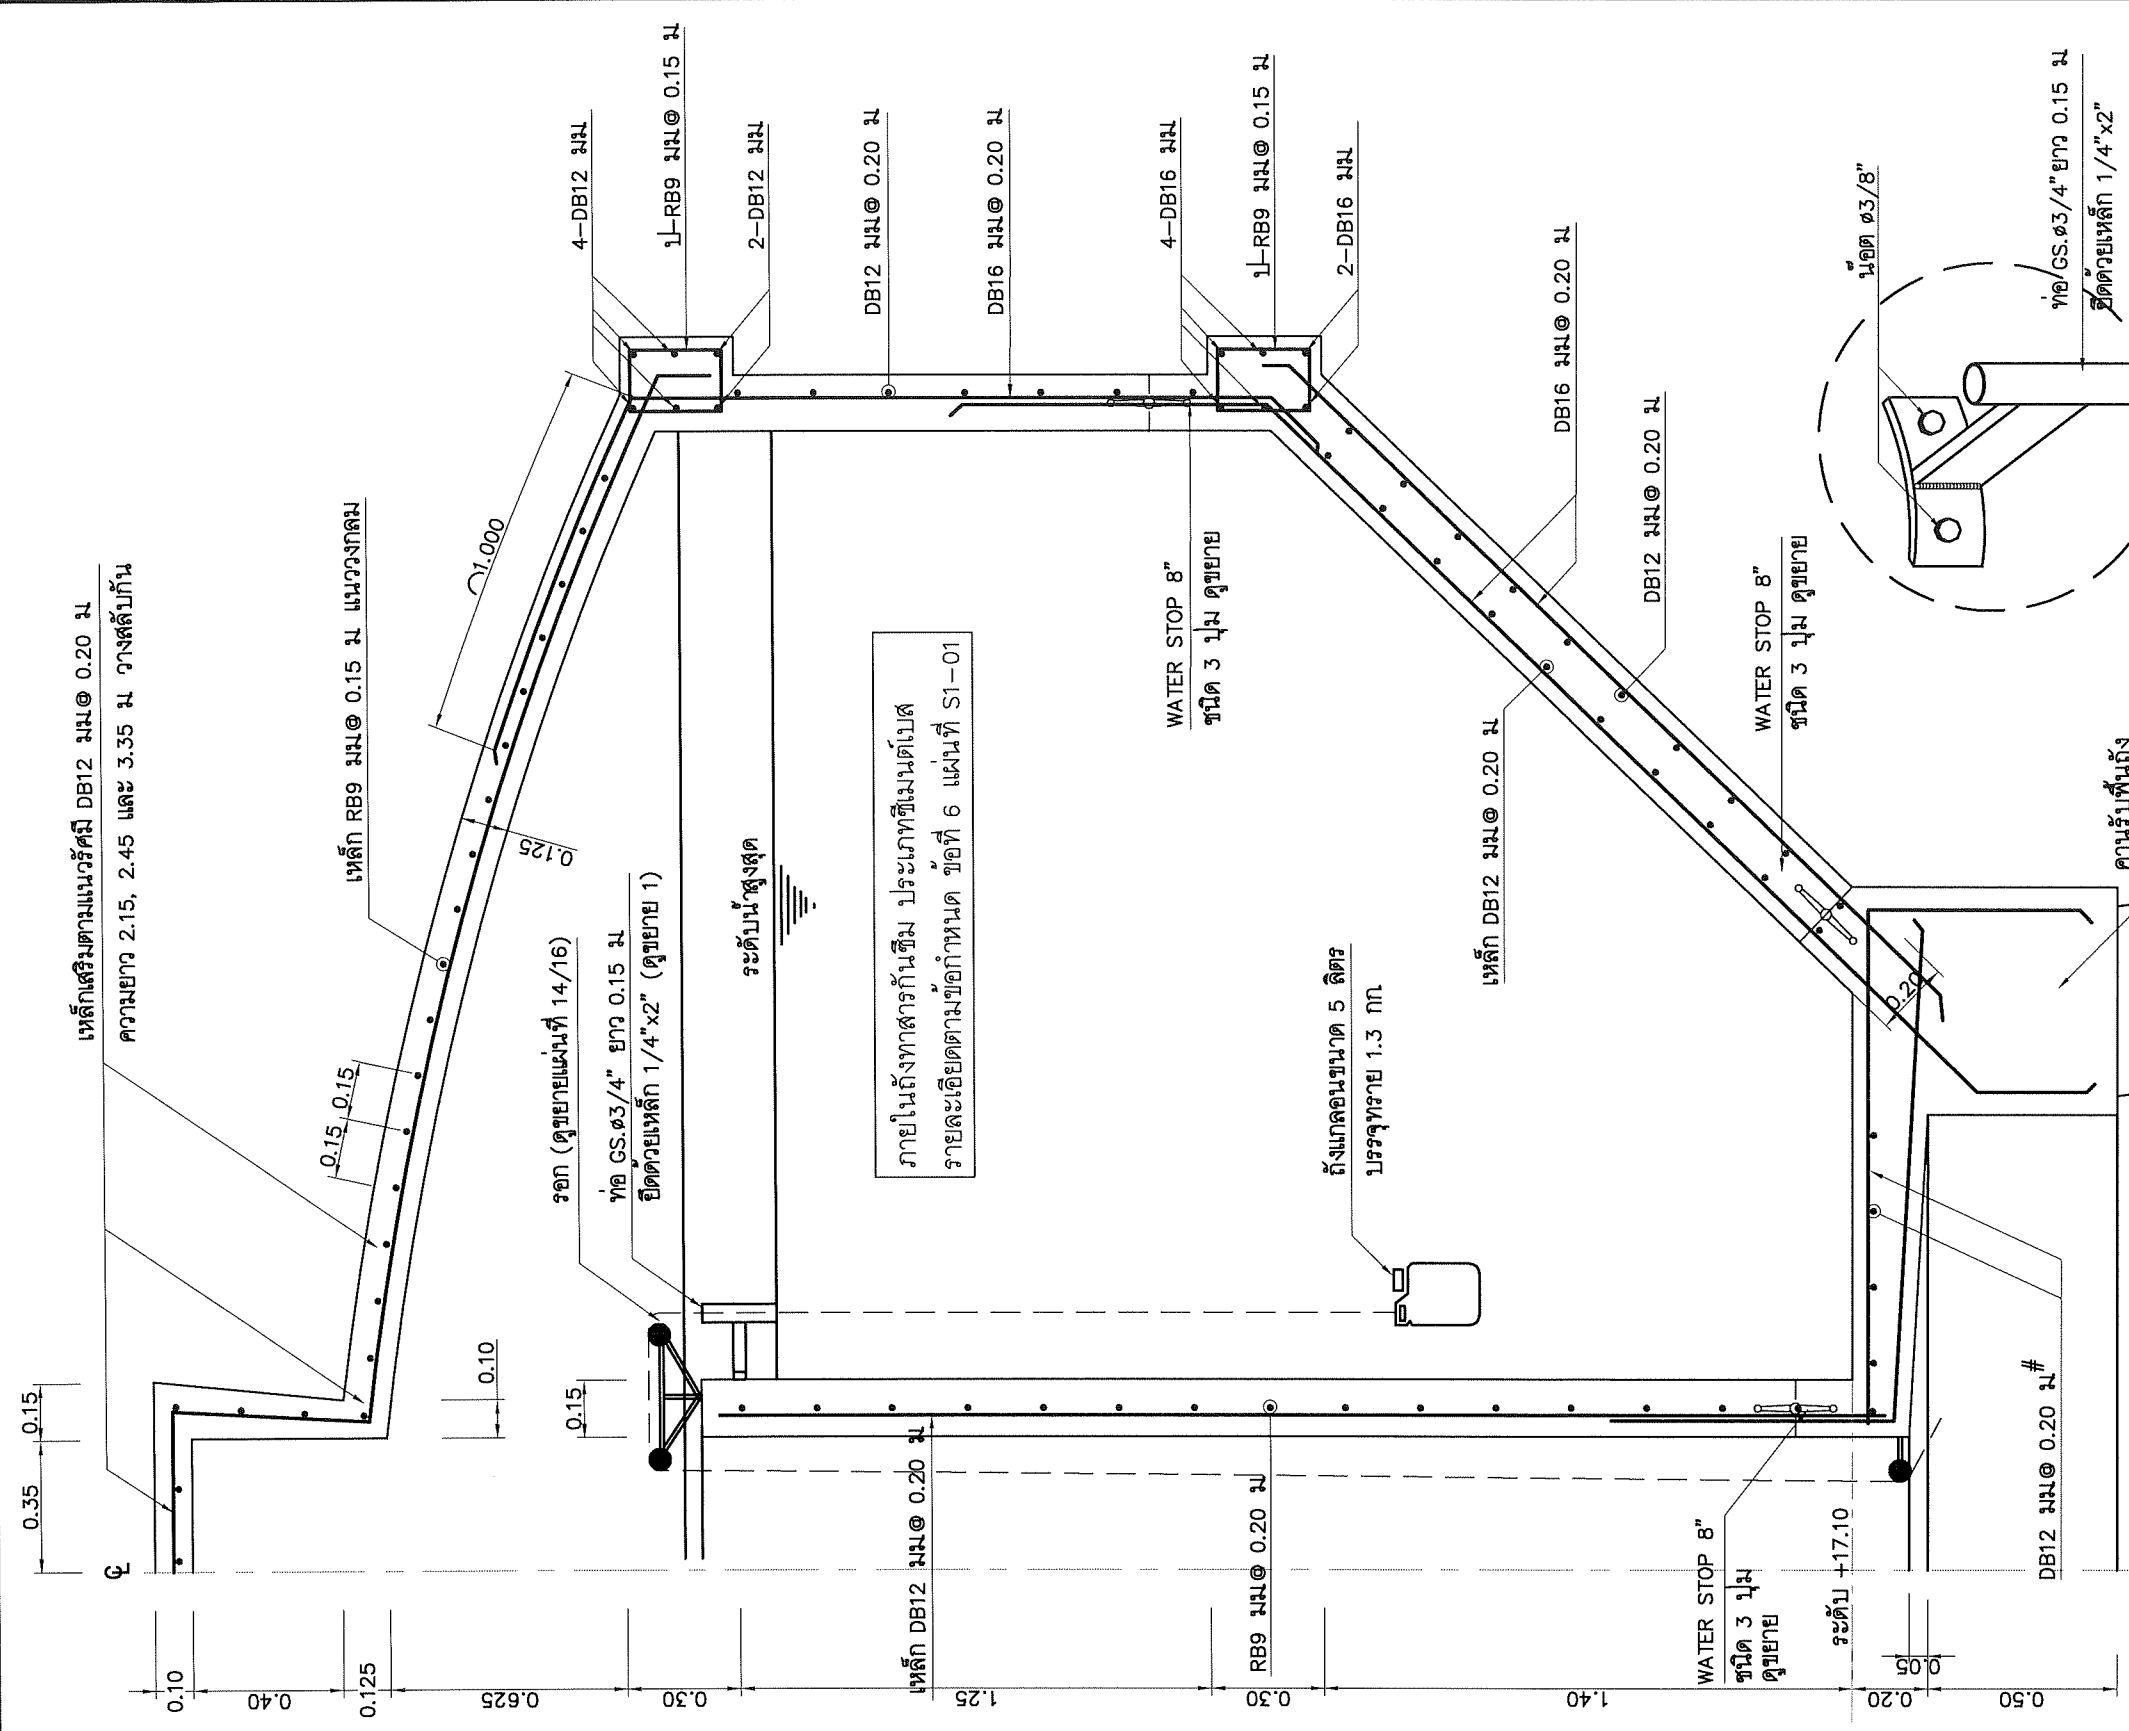 เหล็กเสริมตามแนวรัศมี DB12 มม@ 0.20 ม
ความยาว 2.15, 2.45 และ 3.35 ม วางสลับกัน
เหล็ก RB9 มม@ 0.15 ม แนววงกลม
4-DB12 มม
ป-RB9 มม@ 0.15 ม
2-DB12 มม
DB12 มม@ 0.20 ม
DB16 มม@ 0.20 ม
4-DB16 มม
ป-RB9 มม@ 0.15 ม
2-DB16 มม
DB16 มม@ 0.20 ม
DB12 มม@ 0.20 ม
น๊อต ø3/8"
ท่อ GS.ø3/4" ยาว 0.15 ม
ยึดด้วยเหล็ก 1/4"x2"
1.000
0.125
0.15
0.15
รอก (ดูขยายแผ่นที่ 14/16)
ท่อ GS.ø3/4" ยาว 0.15 ม
ยึดด้วยเหล็ก 1/4"x2" (ดูขยาย 1)
ระดับน้ำสูงสุด
ภายในถังทาสารกันซึม ประเภทซีเมนต์เบส
รายละเอียดตามข้อกำหนด ข้อที่ 6 แผ่นที่ S1-01
WATER STOP 8"
ชนิด 3 ปุ่ม ดูขยาย
ถังแกลอนขนาด 5 ลิตร
บรรจุทราย 1.3 กก.
เหล็ก DB12 มม@ 0.20 ม
WATER STOP 8"
ชนิด 3 ปุ่ม ดูขยาย
คานรับพื้นถัง
0.20
0.15
0.35
0.10
0.15
℄
เหล็ก DB12 มม@ 0.20 ม
RB9 มม@ 0.20 ม
WATER STOP 8"
ชนิด 3 ปุ่ม
ดูขยาย
ระดับ +17.10
DB12 มม@ 0.20 ม#
0.10
0.40
0.125
0.625
0.30
1.25
0.30
1.40
0.20
0.05
0.50